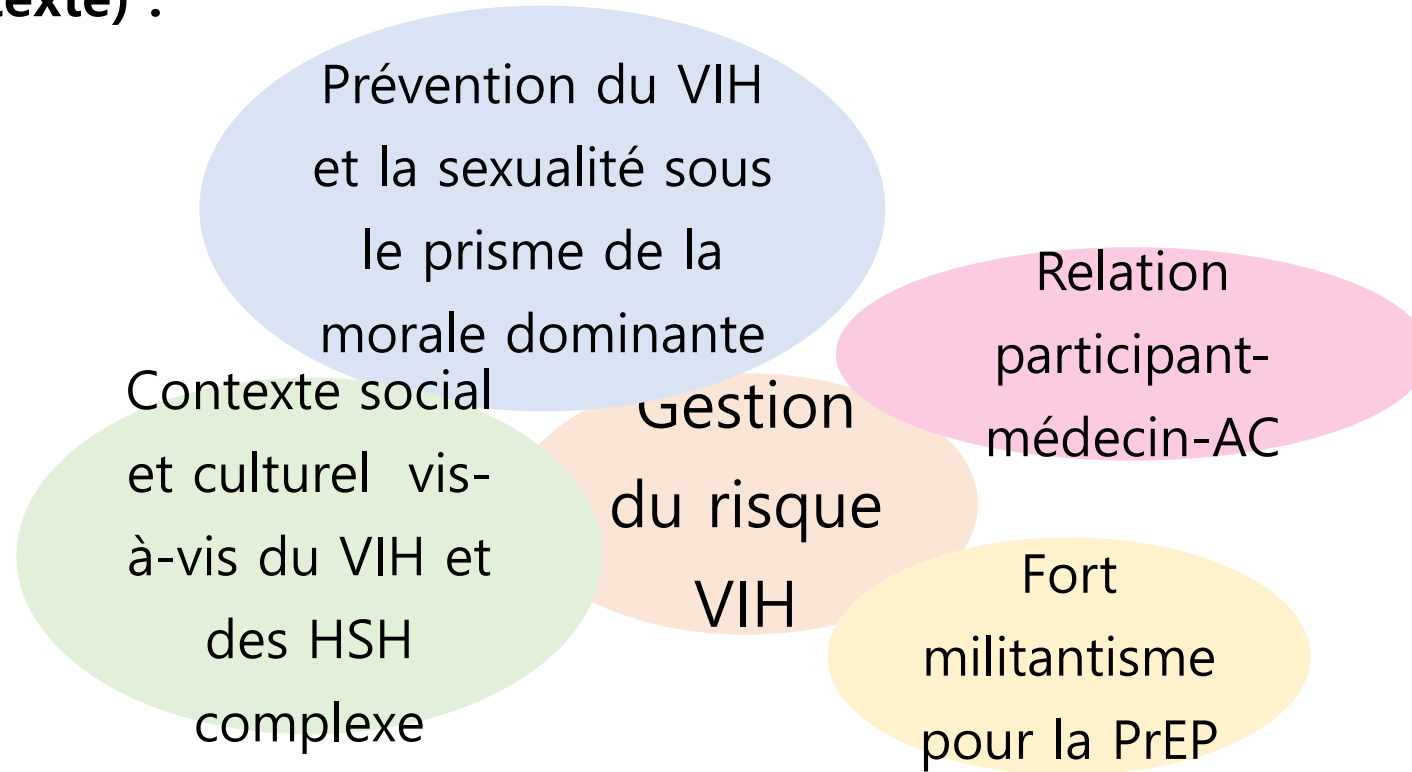 texte) :
Prévention du VIH
et la sexualité sous
le prisme de la
morale dominante
Relation
participant-
médecin-AC
Contexte social
et culturel vis-
à-vis du VIH et
des HSH
complexe
Gestion
du risque
VIH
Fort
militantisme
pour la PrEP